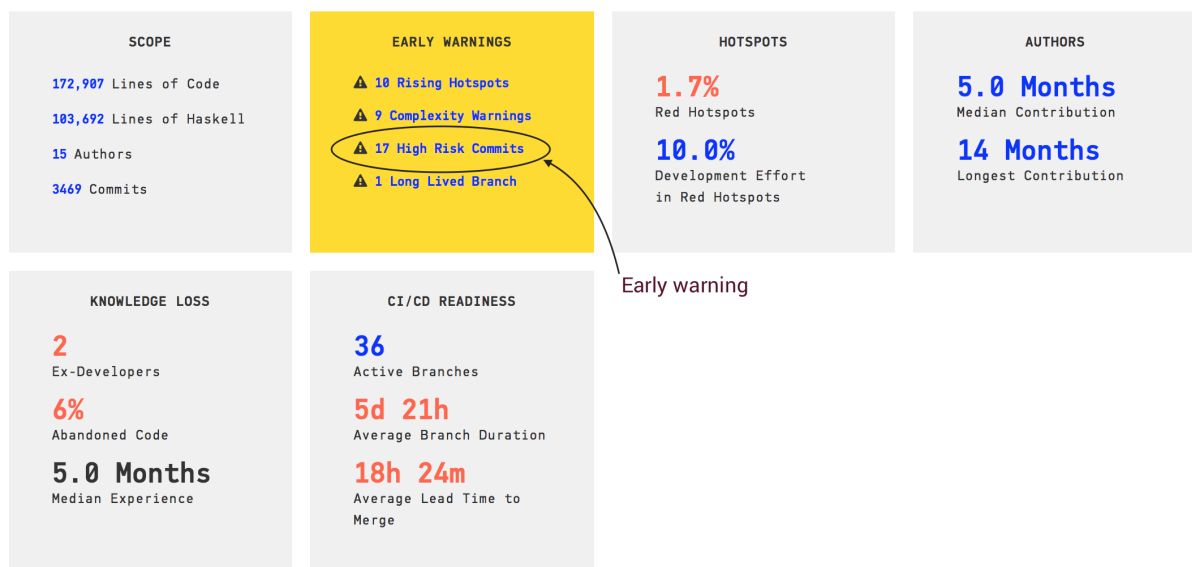 SCOPE
172,907 Lines of Code
103,692 Lines of Haskell
15 Authors
3469 Commits
EARLY WARNINGS
10 Rising Hotspots
9 Complexity Warnings
17 High Risk Commits
1 Long Lived Branch
HOTSPOTS
1.7%
Red Hotspots
10.0%
Development Effort
in Red Hotspots
AUTHORS
5.0 Months
Median Contribution
14 Months
Longest Contribution
Early warning
KNOWLEDGE LOSS
2
Ex-Developers
6%
Abandoned Code
5.0 Months
Median Experience
CI/CD READINESS
36
Active Branches
5d 21h
Average Branch Duration
18h 24m
Average Lead Time to
Merge